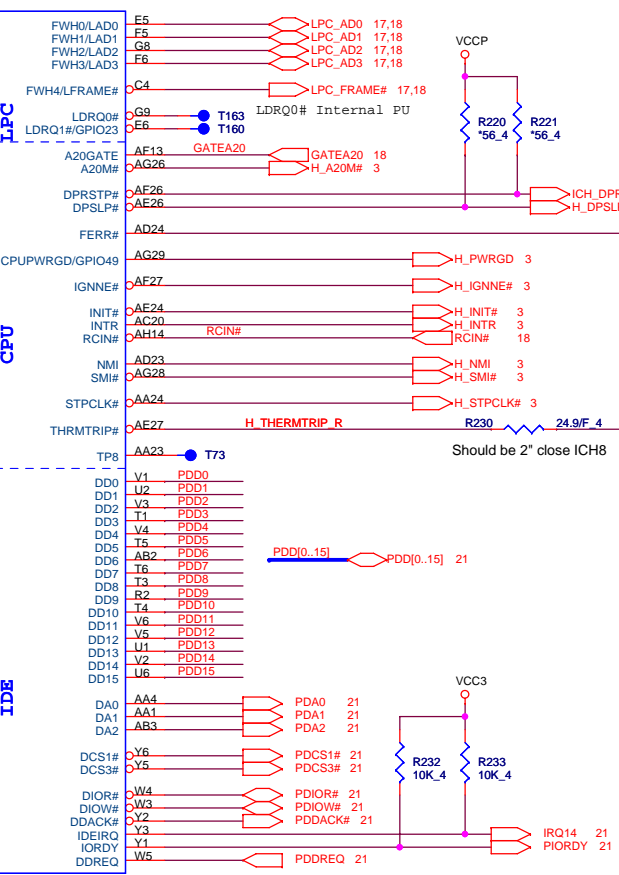 LPC
FWH0/LAD0 E5 LPC_AD0 17,18
FWH1/LAD1 F5 LPC_AD1 17,18
FWH2/LAD2 G8 LPC_AD2 17,18
FWH3/LAD3 F6 LPC_AD3 17,18
VCCP
FWH4/LFRAME# C4 LPC_FRAME# 17,18
LDRQ0# G9 T163 LDRQ0# Internal PU
LDRQ1#/GPIO23 E6 T160
R220 *56_4
R221 *56_4
CPU
A20GATE AF13 GATEA20 GATEA20 18
A20M# AG26 H_A20M# 3
DPRSTP# AF26 ICH_DPR
DPSLP# AE26 H_DPSL
FERR# AD24
CPUPWRGD/GPIO49 AG29 H_PWRGD 3
IGNNE# AF27 H_IGNNE# 3
INIT# AE24 H_INIT# 3
INTR AC20 H_INTR 3
RCIN# AH14 RCIN# RCIN# 18
NMI AD23 H_NMI 3
SMI# AG28 H_SMI# 3
STPCLK# AA24 H_STPCLK# 3
THRMTRIP# AE27 H_THERMTRIP_R R230 24.9/F_4
Should be 2" close ICH8
TP8 AA23 T73
IDE
DD0 V1 PDD0
DD1 U2 PDD1
DD2 V3 PDD2
DD3 T1 PDD3
DD4 V4 PDD4
DD5 T5 PDD5
DD6 AB2 PDD6 PDD[0..15] PDD[0..15] 21
DD7 T6 PDD7
DD8 T3 PDD8
DD9 R2 PDD9
DD10 T4 PDD10
DD11 V6 PDD11
DD12 V5 PDD12
DD13 U1 PDD13
DD14 V2 PDD14
DD15 U6 PDD15
VCC3
DA0 AA4 PDA0 21
DA1 AA1 PDA1 21
DA2 AB3 PDA2 21
DCS1# Y6 PDCS1# 21
DCS3# Y5 PDCS3# 21
R232 10K_4
R233 10K_4
DIOR# W4 PDIOR# 21
DIOW# W3 PDIOW# 21
DDACK# Y2 PDDACK# 21
IDEIRQ Y3 IRQ14 21
IORDY Y1 PIORDY 21
DDREQ W5 PDDREQ 21